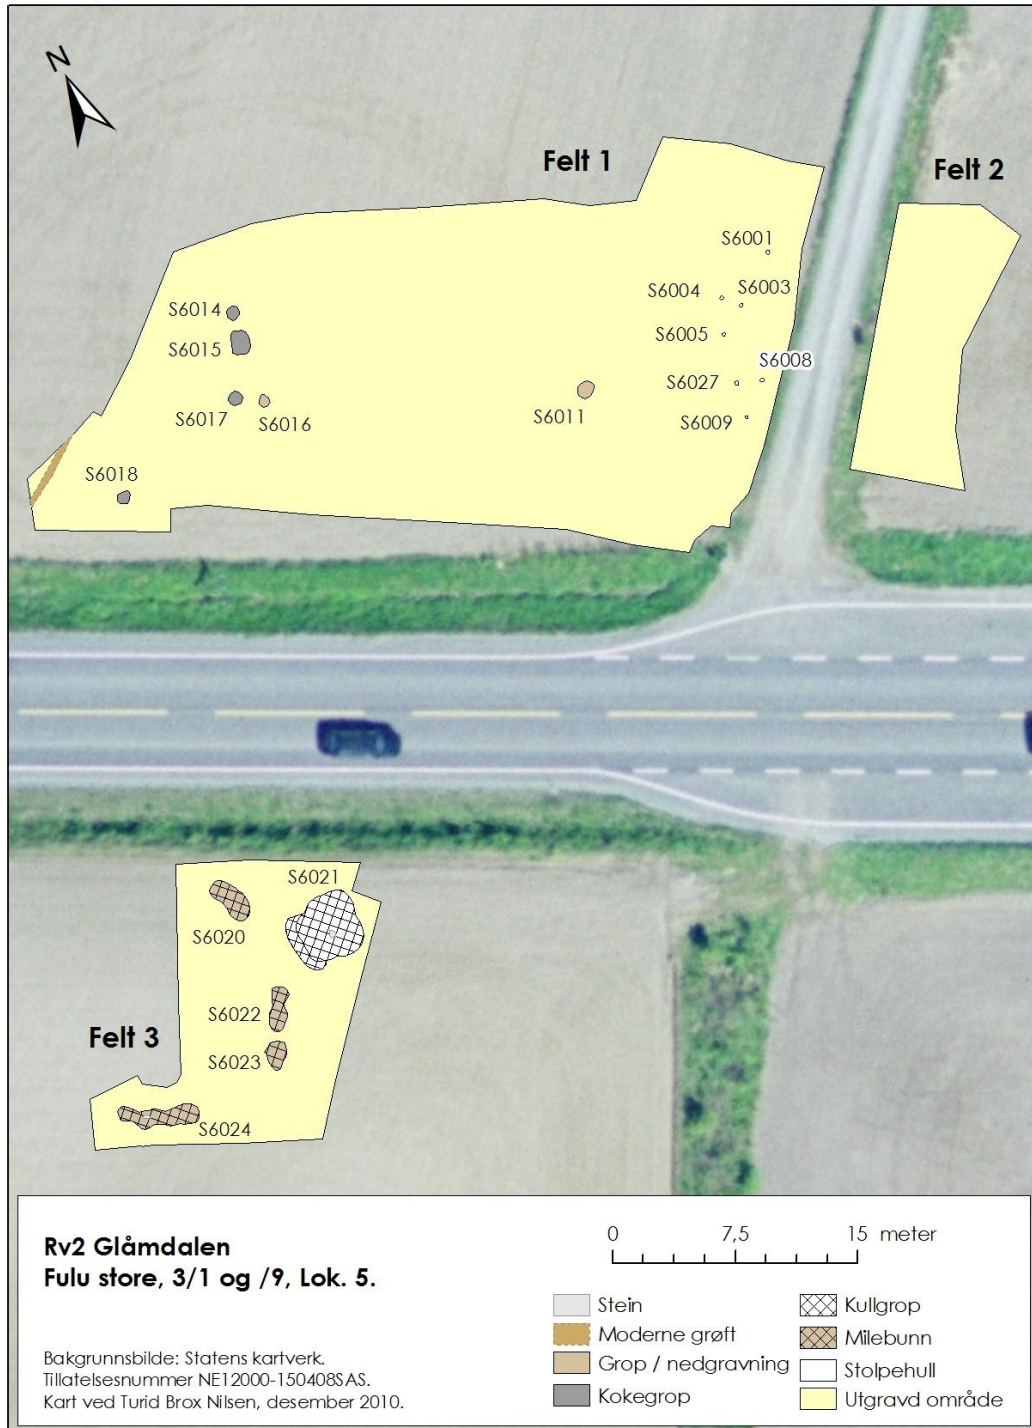 N
Felt 1
Felt 2
S6001
S6004
S6003
S6014
S6005
S6015
S6008
S6027
S6017
S6016
S6011
S6009
S6018
S6021
S6020
S6022
Felt 3
S6023
S6024
Rv2 Glåmdalen
Fulu store, 3/1 og /9, Lok. 5.
0 7,5 15 meter
Stein
Moderne grøft
Grop / nedgravning
Kokegrop
Kullgrop
Milebunn
Stolpehull
Utgravd område
Bakgrunnsbilde: Statens kartverk.
Tillatelsesnummer NE12000-150408SAS.
Kart ved Turid Brox Nilsen, desember 2010.